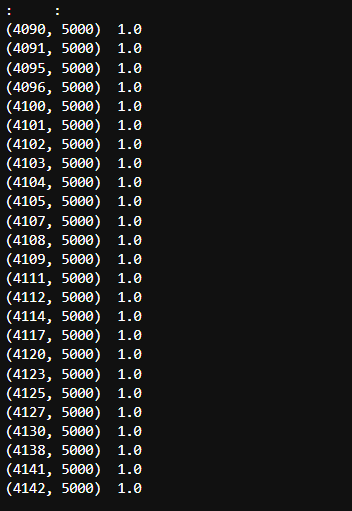 :     :
(4090, 5000)  1.0
(4091, 5000)  1.0
(4095, 5000)  1.0
(4096, 5000)  1.0
(4100, 5000)  1.0
(4101, 5000)  1.0
(4102, 5000)  1.0
(4103, 5000)  1.0
(4104, 5000)  1.0
(4105, 5000)  1.0
(4107, 5000)  1.0
(4108, 5000)  1.0
(4109, 5000)  1.0
(4111, 5000)  1.0
(4112, 5000)  1.0
(4114, 5000)  1.0
(4117, 5000)  1.0
(4120, 5000)  1.0
(4123, 5000)  1.0
(4125, 5000)  1.0
(4127, 5000)  1.0
(4130, 5000)  1.0
(4138, 5000)  1.0
(4141, 5000)  1.0
(4142, 5000)  1.0